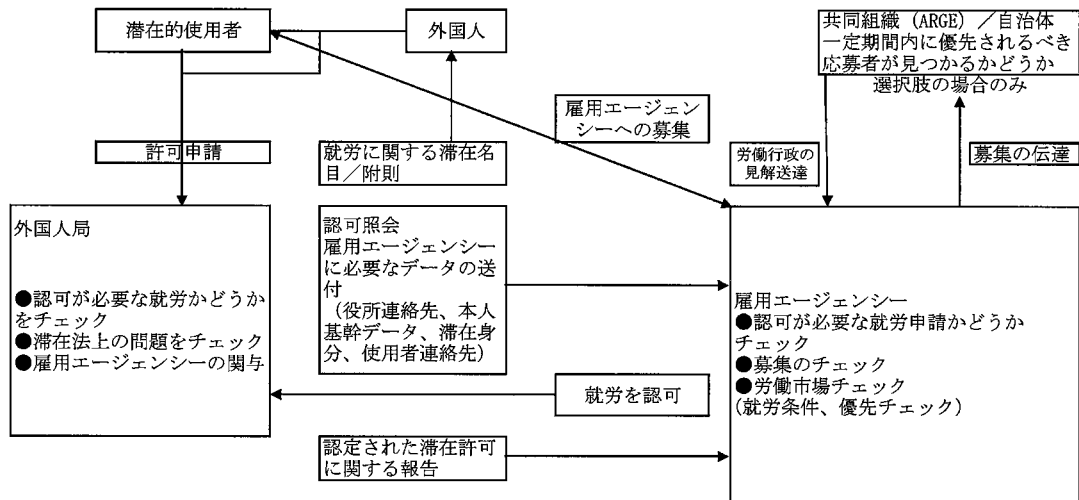 潜在的使用者
外国人
共同組織（ARGE）／自治体
一定期間内に優先されるべき
応募者が見つかるかどうか
選択肢の場合のみ
雇用エージェン
シーへの募集
許可申請
就労に関する滞在名
目／附則
労働行政の
見解送達
募集の伝達
外国人局
●認可が必要な就労かどうか
をチェック
●滞在法上の問題をチェック
●雇用エージェンシーの関与
認可照会
雇用エージェンシー
に必要なデータの送
付
（役所連絡先、本人
基幹データ、滞在身
分、使用者連絡先）
雇用エージェンシー
●認可が必要な就労申請かどうか
チェック
●募集のチェック
●労働市場チェック
(就労条件、優先チェック）
就労を認可
認定された滞在許可
に関する報告